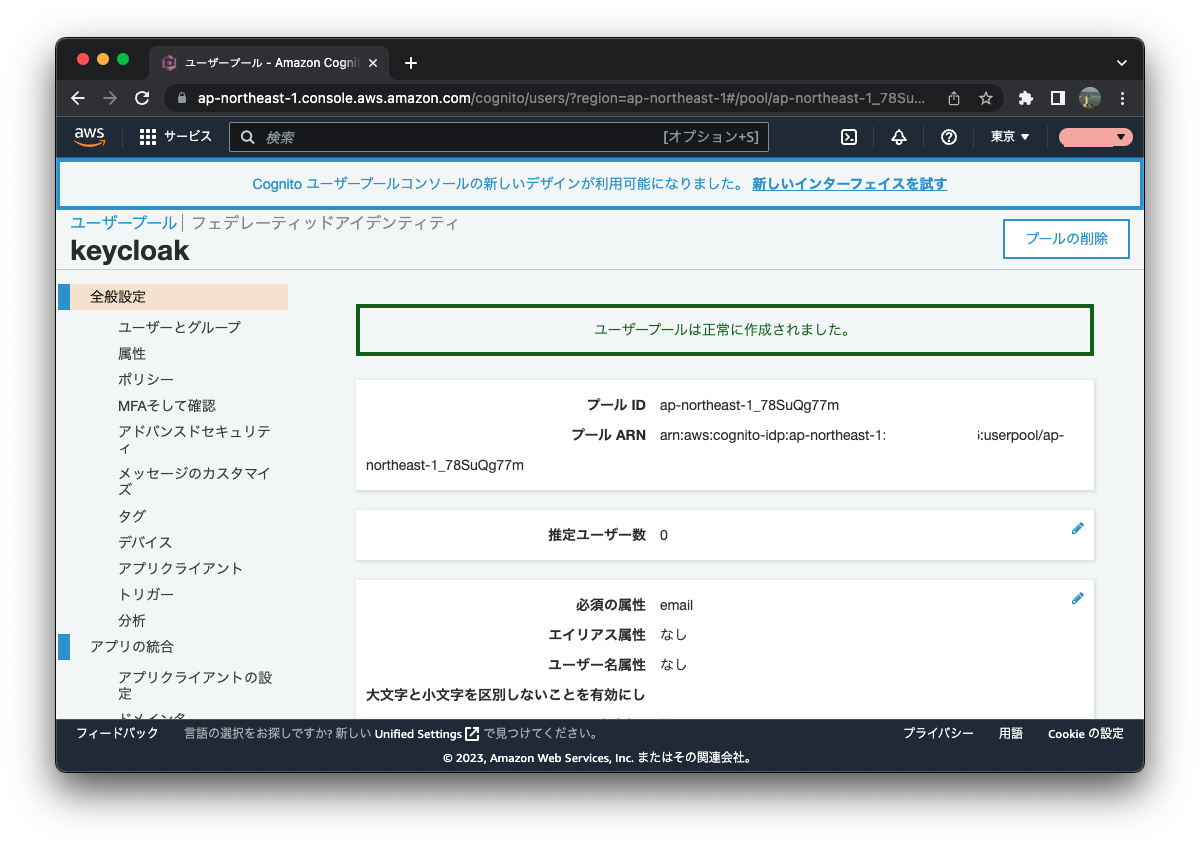 ユーザープール - Amazon Cogni
ap-northeast-1.console.aws.amazon.com/cognito/users/?region=ap-northeast-1#/pool/ap-northeast-1_78Su...
aws サービス 検索 [オプション+S] 東京
Cognito ユーザープールコンソールの新しいデザインが利用可能になりました。 新しいインターフェイスを試す
ユーザープール フェデレーティッドアイデンティティ
keycloak
プールの削除
全般設定
ユーザーとグループ
属性
ポリシー
MFAそして確認
アドバンスドセキュリテ
ィ
メッセージのカスタマイ
ズ
タグ
デバイス
アプリクライアント
トリガー
分析
アプリの統合
アプリクライアントの設
定
ユーザープールは正常に作成されました。
プール ID ap-northeast-1_78SuQg77m
プール ARN arn:aws:cognito-idp:ap-northeast-1: :userpool/ap-
northeast-1_78SuQg77m
推定ユーザー数 0
必須の属性 email
エイリアス属性 なし
ユーザー名属性 なし
大文字と小文字を区別しないことを有効にし
フィードバック 言語の選択をお探しですか? 新しい Unified Settings で見つけてください。 プライバシー 用語 Cookie の設定
© 2023, Amazon Web Services, Inc. またはその関連会社。